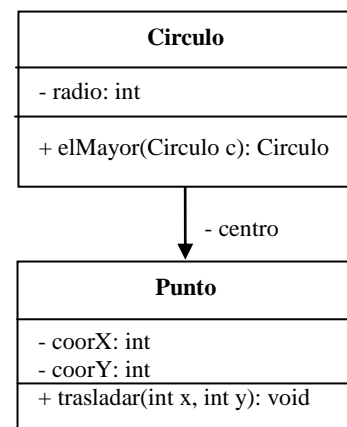 Circulo
- radio: int
+ elMayor(Circulo c): Circulo
- centro
Punto
- coorX: int
- coorY: int
+ trasladar(int x, int y): void